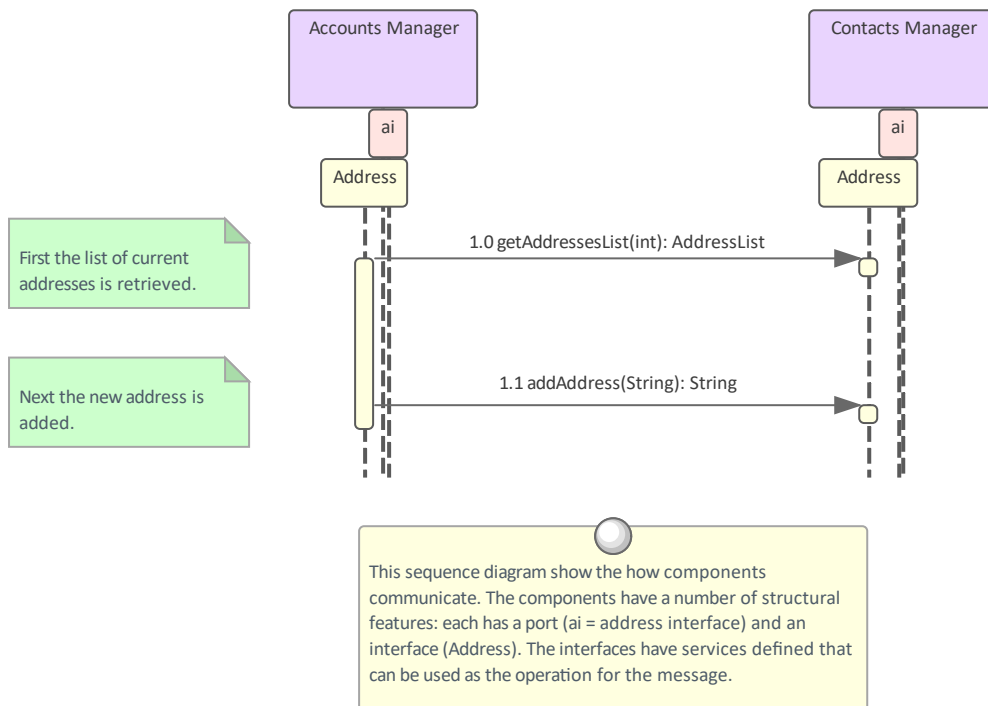 Accounts Manager
Contacts Manager
ai
ai
Address
Address
First the list of current
addresses is retrieved.
1.0 getAddressesList(int): AddressList
Next the new address is
added.
1.1 addAddress(String): String
This sequence diagram show the how components
communicate. The components have a number of structural
features: each has a port (ai = address interface) and an
interface (Address). The interfaces have services defined that
can be used as the operation for the message.